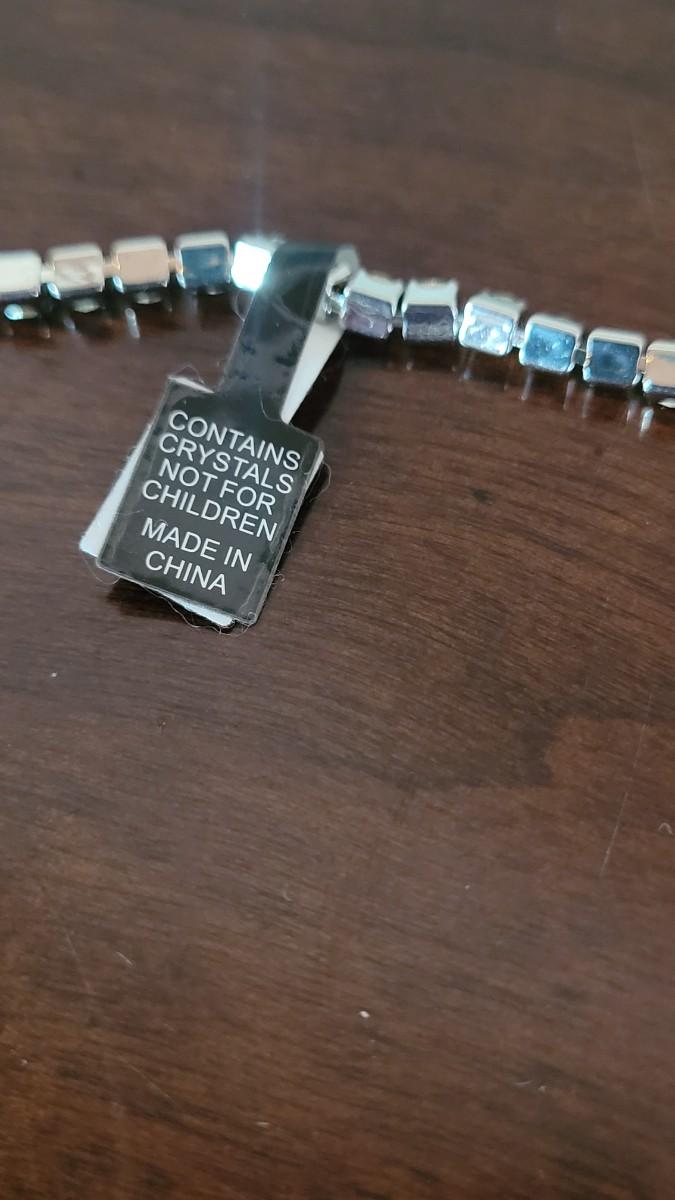 CONTAINS
CRYSTALS
NOT FOR
CHILDREN
MADE IN
CHINA